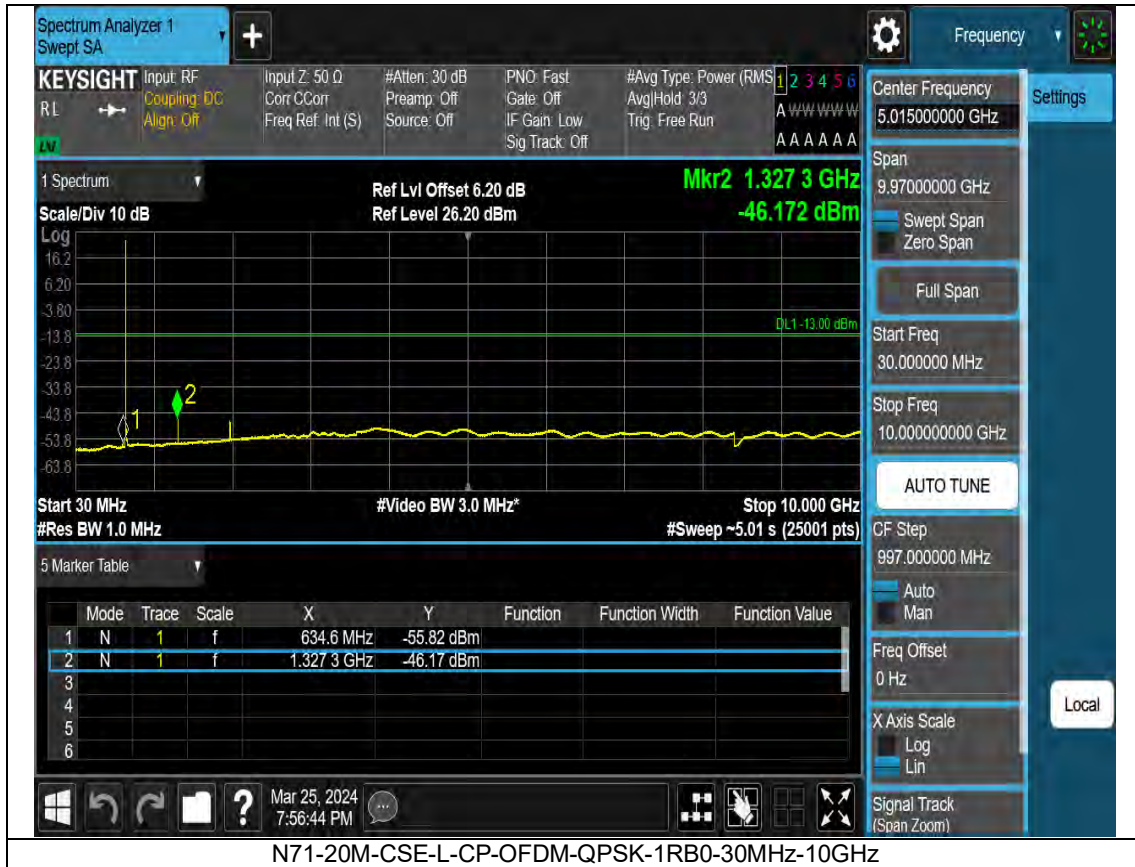 Spectrum Analyzer 1
Swept SA
+
Frequency
KEYSIGHT
RL
LXI
Input: RF
Coupling: DC
Align: Off
Input Z: 50 Ω
Corr CCorr
Freq Ref: Int (S)
#Atten: 30 dB
Preamp: Off
Source: Off
PNO: Fast
Gate: Off
IF Gain: Low
Sig Track: Off
#Avg Type: Power (RMS
Avg|Hold: 3/3
Trig: Free Run
1 2 3 4 5 6
A W W W W W
A A A A A A
1 Spectrum
Scale/Div 10 dB
Ref Lvl Offset 6.20 dB
Ref Level 26.20 dBm
Mkr2 1.327 3 GHz
-46.172 dBm
Log
16.2
6.20
-3.80
-13.8
-23.8
-33.8
-43.8
-53.8
-63.8
DL1 -13.00 dBm
1
2
Start 30 MHz
#Video BW 3.0 MHz*
Stop 10.000 GHz
#Res BW 1.0 MHz
#Sweep ~5.01 s (25001 pts)
5 Marker Table
Mode Trace Scale X Y Function Function Width Function Value
1 N 1 f 634.6 MHz -55.82 dBm
2 N 1 f 1.327 3 GHz -46.17 dBm
3
4
5
6
Mar 25, 2024
7:56:44 PM
?
Center Frequency
5.015000000 GHz
Settings
Span
9.97000000 GHz
Swept Span
Zero Span
Full Span
Start Freq
30.000000 MHz
Stop Freq
10.000000000 GHz
AUTO TUNE
CF Step
997.000000 MHz
Auto
Man
Freq Offset
0 Hz
X Axis Scale
Log
Lin
Signal Track
(Span Zoom)
Local
N71-20M-CSE-L-CP-OFDM-QPSK-1RB0-30MHz-10GHz